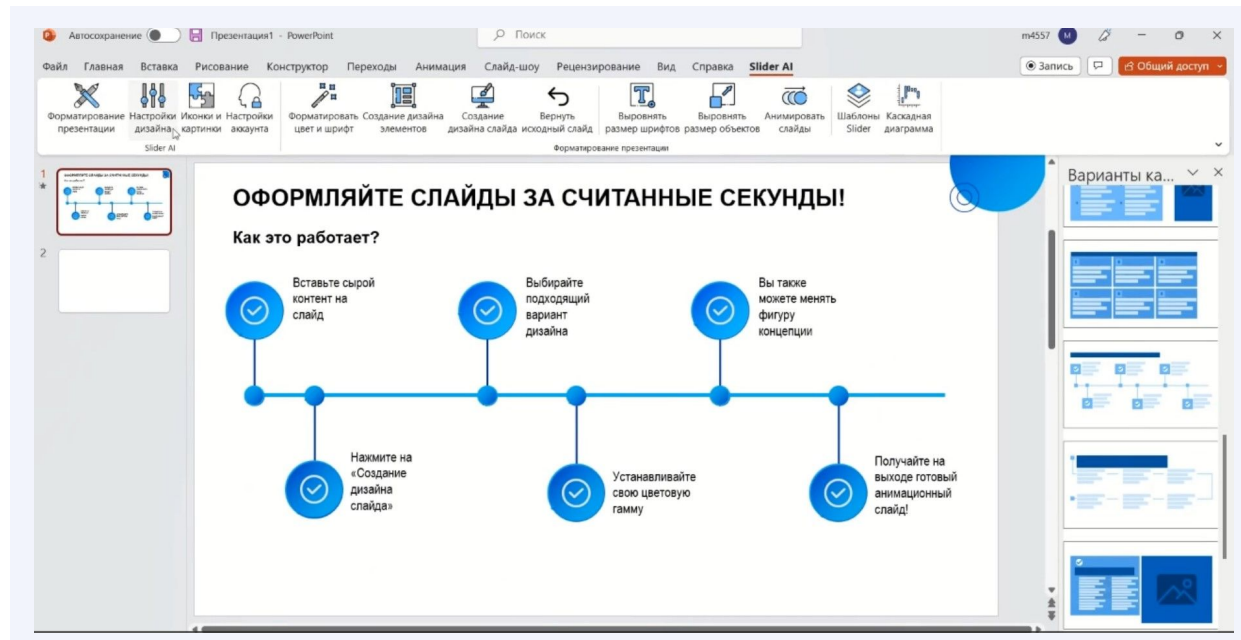 Автосохранение
Презентация1 - PowerPoint
Поиск
m4557
M
Файл Главная Вставка Рисование Конструктор Переходы Анимация Слайд-шоу Рецензирование Вид Справка Slider AI
Запись
Общий доступ
Форматирование презентации
Настройки дизайна
Иконки и картинки
Настройки аккаунта
Форматировать цвет и шрифт
Создание дизайна элементов
Создание дизайна слайда
Вернуть исходный слайд
Выровнять размер шрифтов
Выровнять размер объектов
Анимировать слайды
Шаблоны Slider
Каскадная диаграмма
Slider AI
Форматирование презентации
1
2
ОФОРМЛЯЙТЕ СЛАЙДЫ ЗА СЧИТАННЫЕ СЕКУНДЫ!
Как это работает?
Вставьте сырой
контент на
слайд
Выбирайте
подходящий
вариант
дизайна
Вы также
можете менять
фигуру
концепции
Нажмите на
«Создание
дизайна
слайда»
Устанавливайте
свою цветовую
гамму
Получайте на
выходе готовый
анимационный
слайд!
Варианты ка...